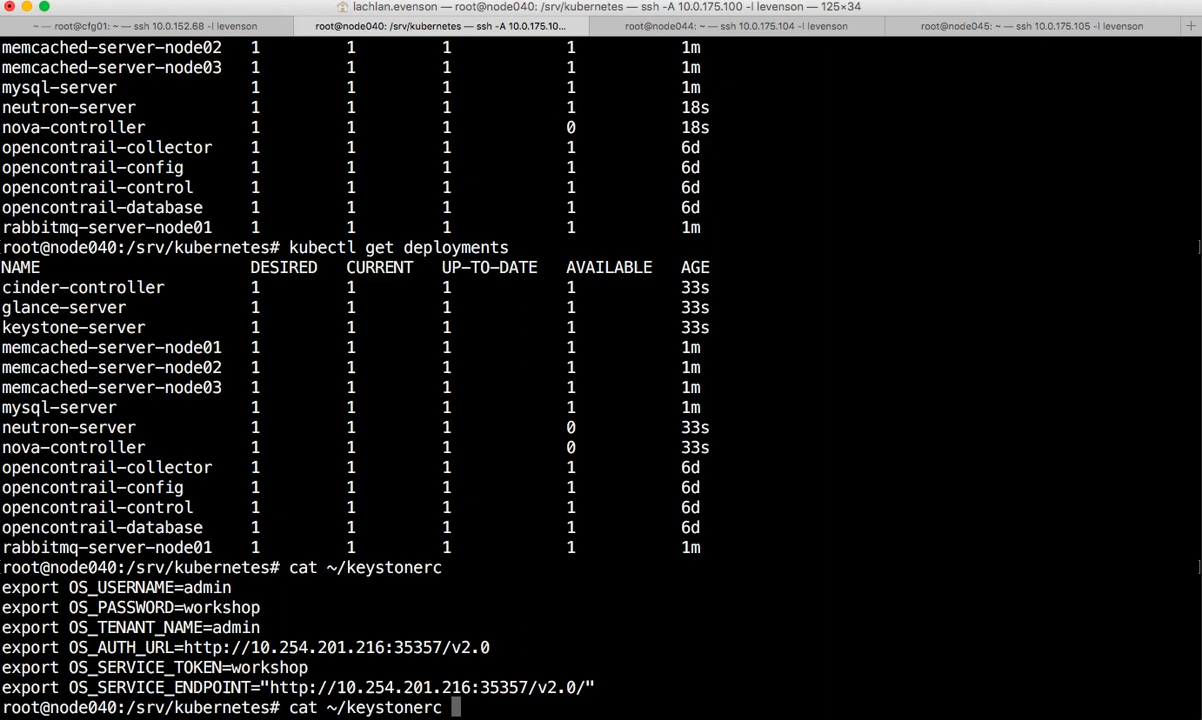 lachlan.evenson — root@node040: /srv/kubernetes — ssh -A 10.0.175.100 -l levenson — 125×34
~ — root@cfg01: ~ — ssh 10.0.152.68 -l levenson
root@node040: /srv/kubernetes — ssh -A 10.0.175.10...
root@node044: ~ — ssh 10.0.175.104 -l levenson
root@node045: ~ — ssh 10.0.175.105 -l levenson
memcached-server-node02 1 1 1 1 1m
memcached-server-node03 1 1 1 1 1m
mysql-server 1 1 1 1 1m
neutron-server 1 1 1 1 18s
nova-controller 1 1 1 0 18s
opencontrail-collector 1 1 1 1 6d
opencontrail-config 1 1 1 1 6d
opencontrail-control 1 1 1 1 6d
opencontrail-database 1 1 1 1 6d
rabbitmq-server-node01 1 1 1 1 1m
root@node040:/srv/kubernetes# kubectl get deployments
NAME DESIRED CURRENT UP-TO-DATE AVAILABLE AGE
cinder-controller 1 1 1 1 33s
glance-server 1 1 1 1 33s
keystone-server 1 1 1 1 33s
memcached-server-node01 1 1 1 1 1m
memcached-server-node02 1 1 1 1 1m
memcached-server-node03 1 1 1 1 1m
mysql-server 1 1 1 1 1m
neutron-server 1 1 1 0 33s
nova-controller 1 1 1 0 33s
opencontrail-collector 1 1 1 1 6d
opencontrail-config 1 1 1 1 6d
opencontrail-control 1 1 1 1 6d
opencontrail-database 1 1 1 1 6d
rabbitmq-server-node01 1 1 1 1 1m
root@node040:/srv/kubernetes# cat ~/keystonerc
export OS_USERNAME=admin
export OS_PASSWORD=workshop
export OS_TENANT_NAME=admin
export OS_AUTH_URL=http://10.254.201.216:35357/v2.0
export OS_SERVICE_TOKEN=workshop
export OS_SERVICE_ENDPOINT="http://10.254.201.216:35357/v2.0/"
root@node040:/srv/kubernetes# cat ~/keystonerc